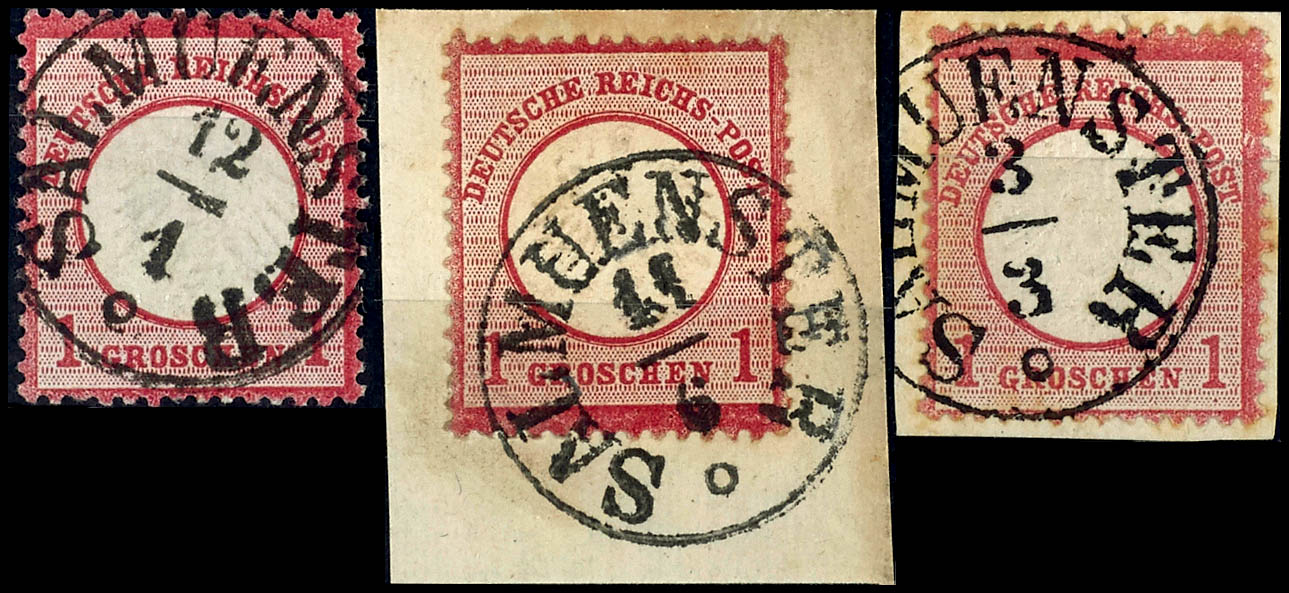 DEUTSCHE REICHS-POST
1 GROSCHEN 1
SALMUENSTER
12
1
DEUTSCHE REICHS-POST
1 GROSCHEN 1
SALMUENSTER
11
6
DEUTSCHE REICHS-POST
1 GROSCHEN 1
SALMUENSTER
3
3